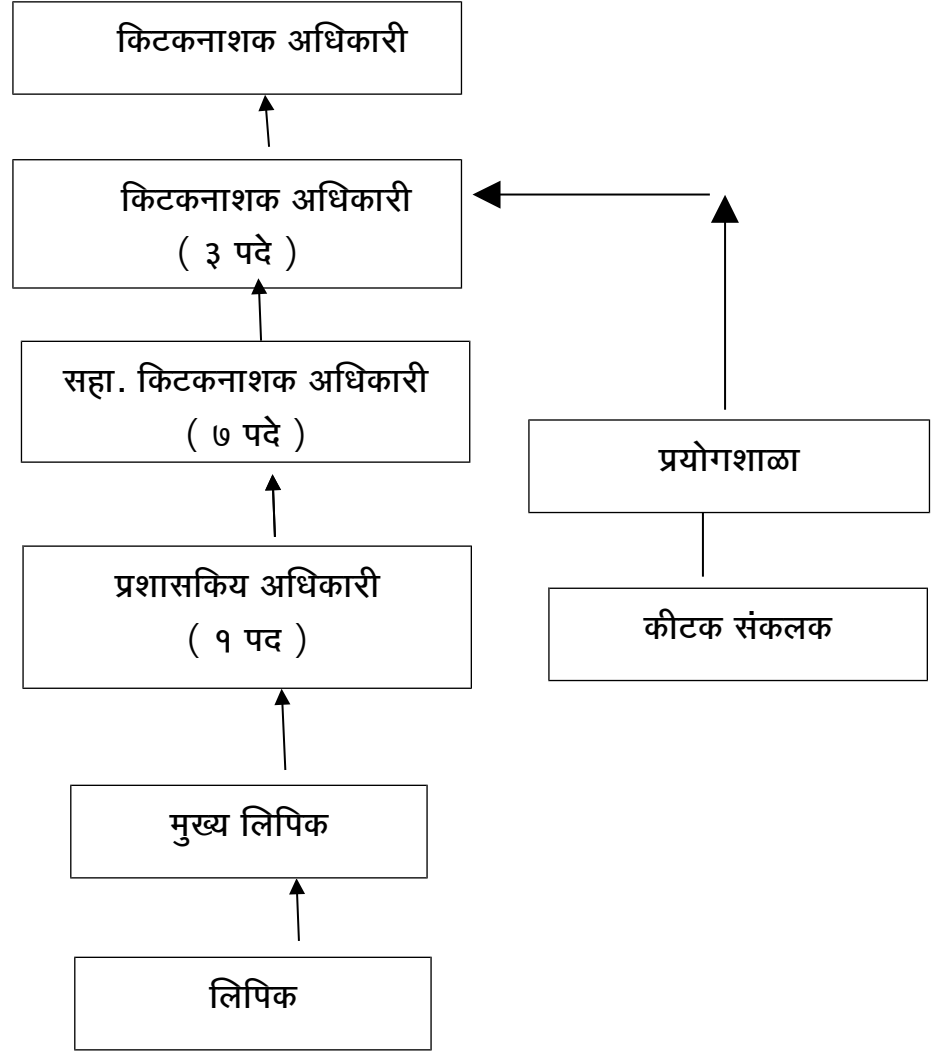 किटकनाशक अधिकारी
किटकनाशक अधिकारी
( ३ पदे )
सहा. किटकनाशक अधिकारी
( ७ पदे )
प्रशासकिय अधिकारी
( १ पद )
मुख्य लिपिक
लिपिक
प्रयोगशाळा
कीटक संकलक